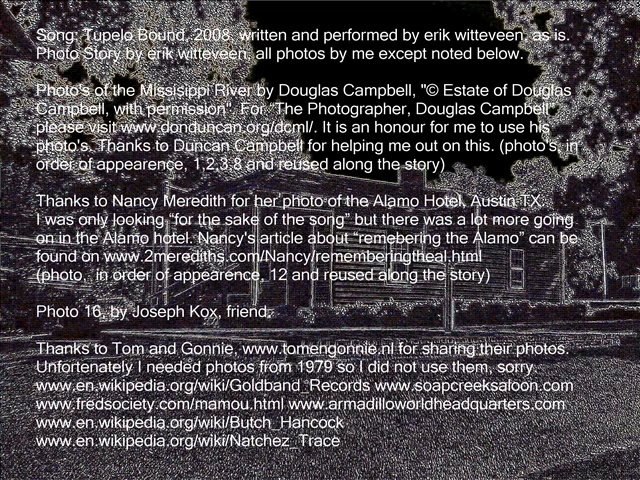 Song: Tupelo Bound, 2008, written and performed by erik witteveen, as is.
Photo Story by erik witteveen, all photos by me except noted below.
Photo's of the Missisippi River by Douglas Campbell, "© Estate of Douglas
Campbell, with permission". For "The Photographer, Douglas Campbell"
please visit www.donduncan.org/dcml/. It is an honour for me to use his
photo's. Thanks to Duncan Campbell for helping me out on this. (photo's, in
order of appearence, 1,2,3,8 and reused along the story)
Thanks to Nancy Meredith for her photo of the Alamo Hotel, Austin TX.
I was only looking “for the sake of the song” but there was a lot more going
on in the Alamo hotel. Nancy's article about “remebering the Alamo” can be
found on www.2merediths.com/Nancy/rememberingtheal.html
(photo, in order of appearence, 12 and reused along the story)
Photo 16, by Joseph Kox, friend.
Thanks to Tom and Gonnie, www.tomengonnie.nl for sharing their photos.
Unfortenately I needed photos from 1979 so I did not use them, sorry.
www.en.wikipedia.org/wiki/Goldband_Records www.soapcreeksaloon.com
www.fredsociety.com/mamou.html www.armadilloworldheadquarters.com
www.en.wikipedia.org/wiki/Butch_Hancock
www.en.wikipedia.org/wiki/Natchez_Trace